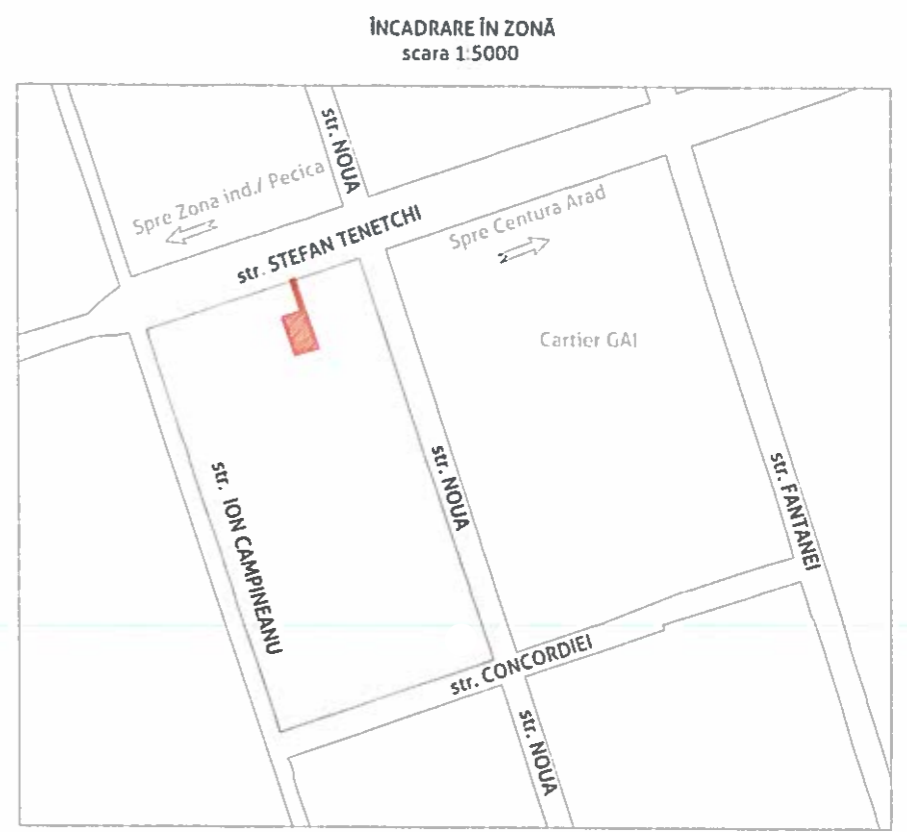 ÎNCADRARE ÎN ZONĂ
scara 1:5000
str. NOUA
Spre Zona ind./ Pecica
str. STEFAN TENETCHI
Spre Centura Arad
Cartier GAI
str. NOUA
str. FANTANEI
str. ION CAMPINEANU
str. CONCORDIEI
str. NOUA